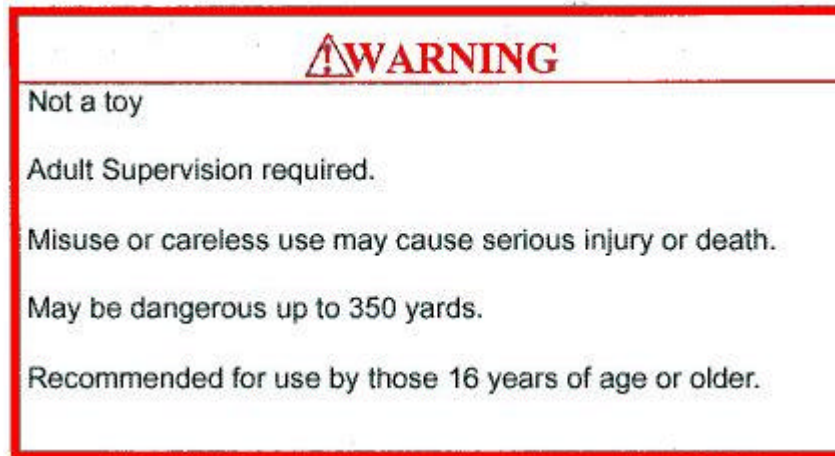 ⚠WARNING
Not a toy
Adult Supervision required.
Misuse or careless use may cause serious injury or death.
May be dangerous up to 350 yards.
Recommended for use by those 16 years of age or older.